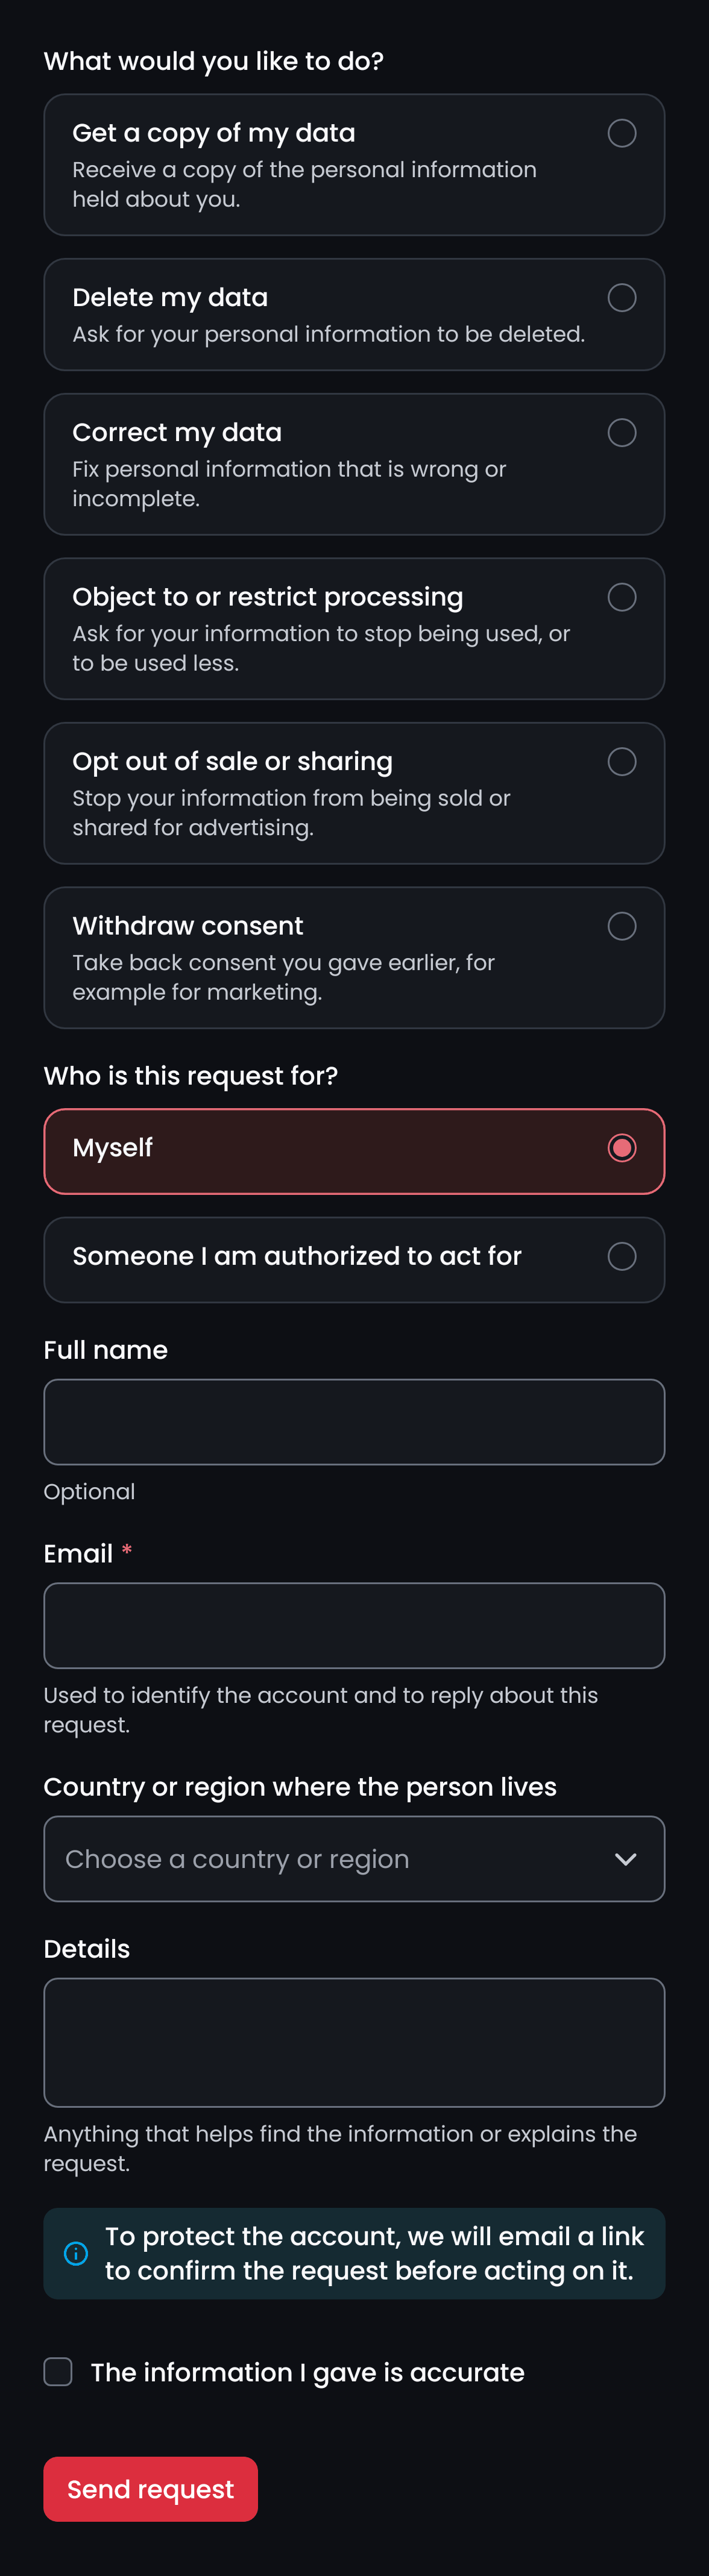 What would you like to do?
Get a copy of my data
Receive a copy of the personal information
held about you.
Delete my data
Ask for your personal information to be deleted.
Correct my data
Fix personal information that is wrong or
incomplete.
Object to or restrict processing
Ask for your information to stop being used, or
to be used less.
Opt out of sale or sharing
Stop your information from being sold or
shared for advertising.
Withdraw consent
Take back consent you gave earlier, for
example for marketing.
Who is this request for?
Myself
Someone I am authorized to act for
Full name
Optional
Email *
Used to identify the account and to reply about this
request.
Country or region where the person lives
Choose a country or region
Details
Anything that helps find the information or explains the
request.
To protect the account, we will email a link
to confirm the request before acting on it.
The information I gave is accurate
Send request